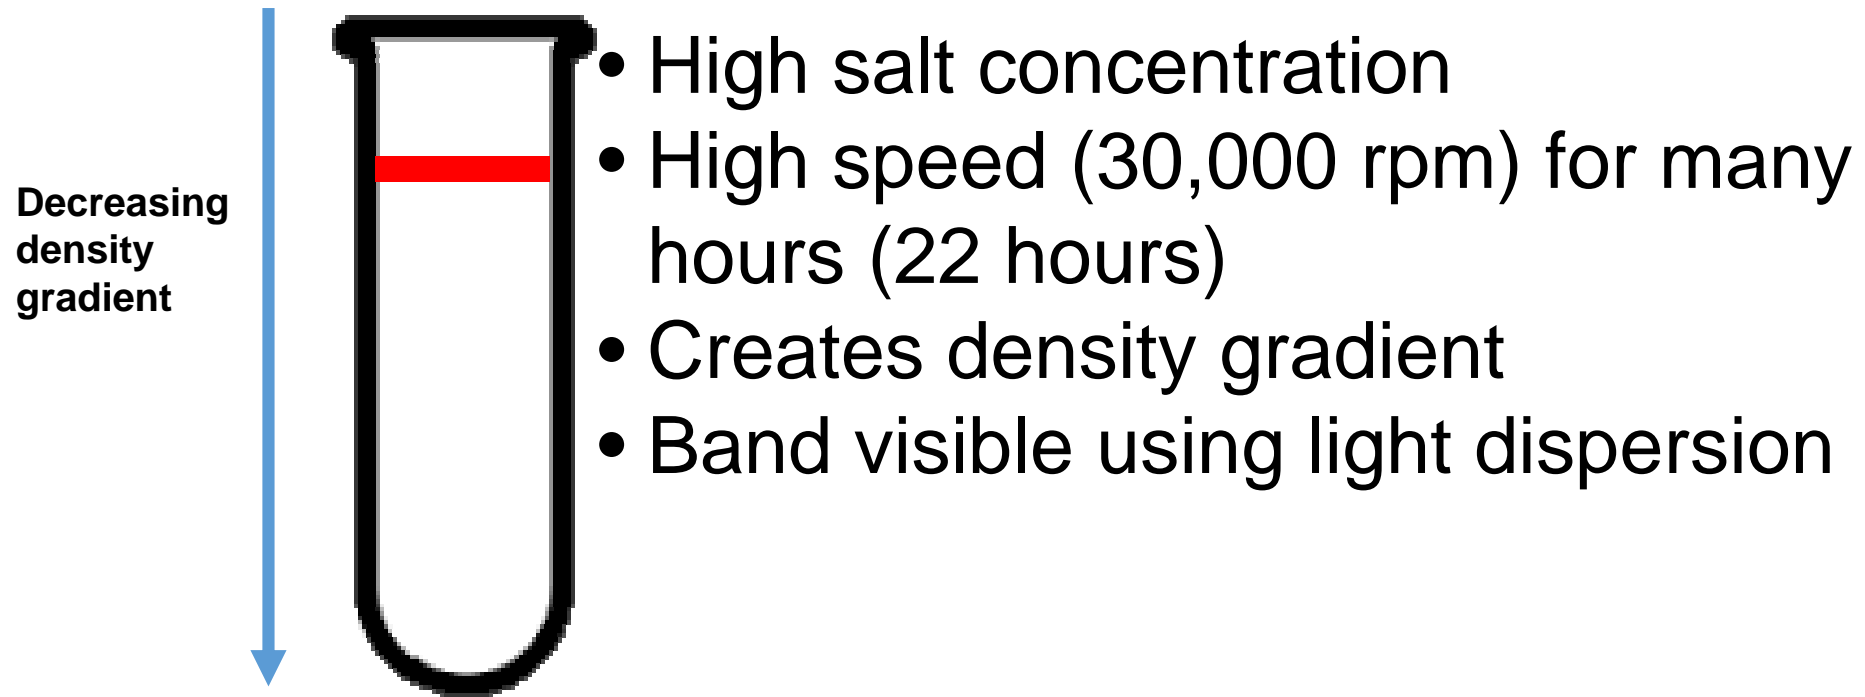 Decreasing
density
gradient
• High salt concentration
• High speed (30,000 rpm) for many
hours (22 hours)
• Creates density gradient
• Band visible using light dispersion